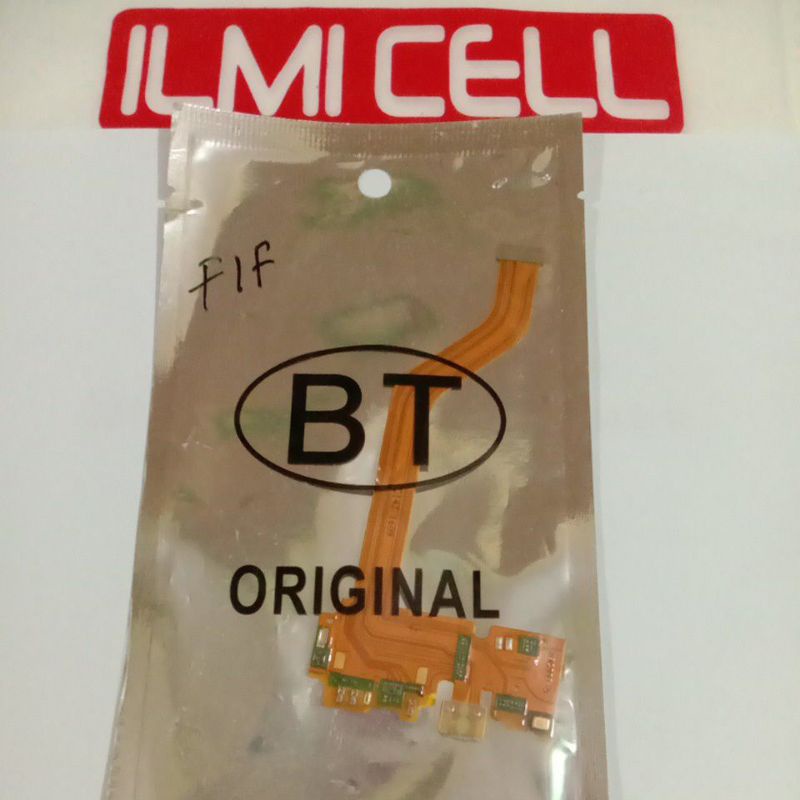 ILMI CELL
F1F
BT
ORIGINAL